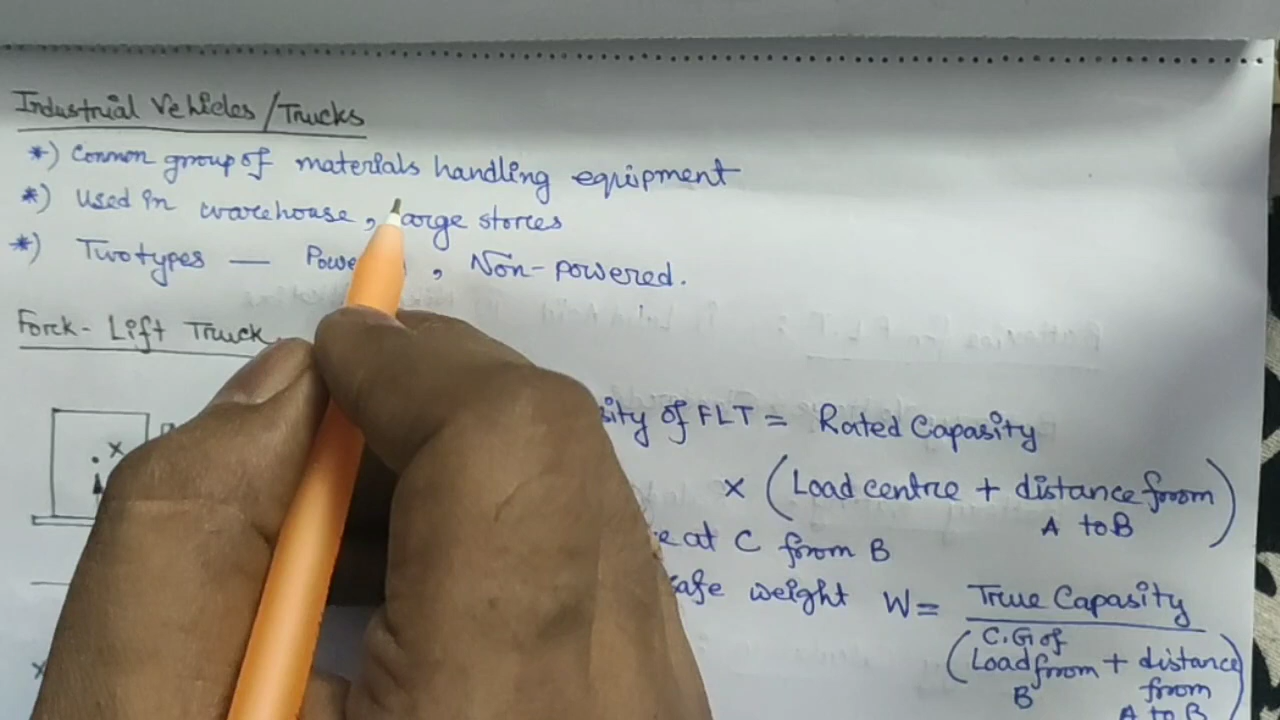 Industrial Vehicles/Trucks
*) Common group of materials handling equipment
*) Used in warehouse, large stores
*) Two types — , Non-powered.
Fork-Lift Truck
x
A
of FLT = Rated Capasity
x (Load centre + distance from
A to B)
at C from B
safe weight W = True Capasity
(C.G of
Load from + distance
B from
A to B)
x